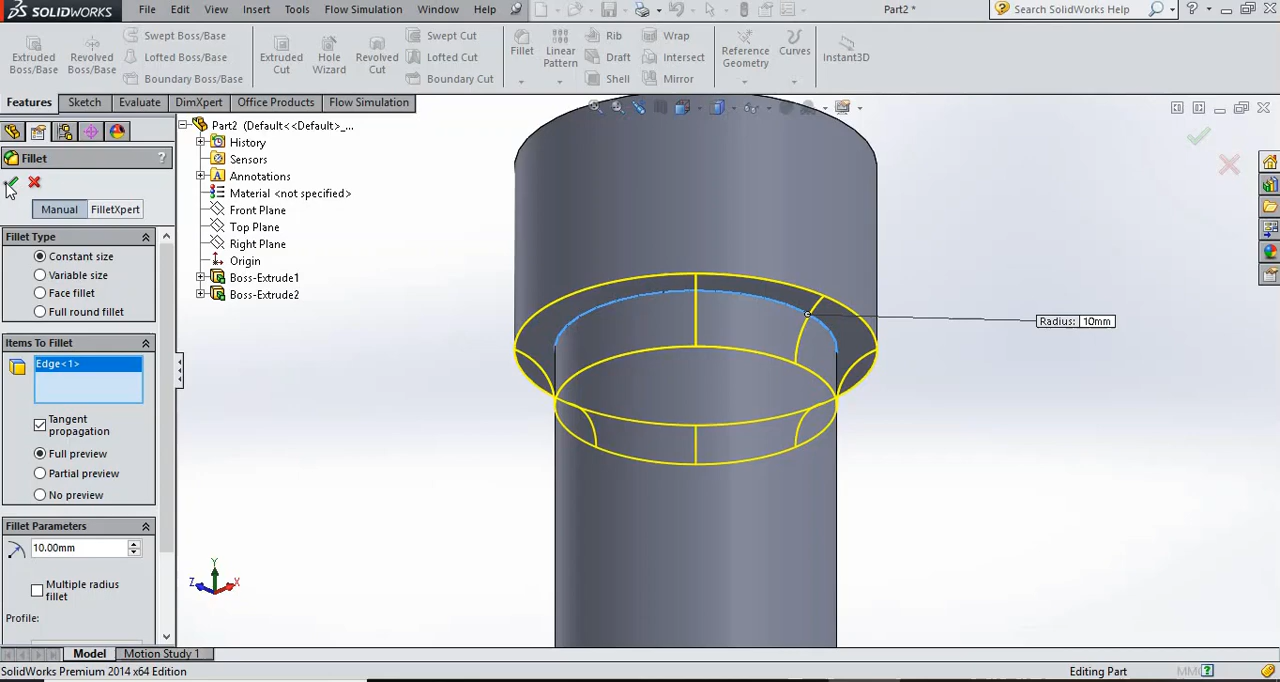 SOLIDWORKS File Edit View Insert Tools Flow Simulation Window Help Part2 * Search SolidWorks Help
Extruded Boss/Base
Revolved Boss/Base
Swept Boss/Base
Lofted Boss/Base
Boundary Boss/Base
Extruded Cut
Hole Wizard
Revolved Cut
Swept Cut
Lofted Cut
Boundary Cut
Fillet
Linear Pattern
Rib
Draft
Shell
Wrap
Intersect
Mirror
Reference Geometry
Curves
Instant3D
Features Sketch Evaluate DimXpert Office Products Flow Simulation
Fillet ?
Manual FilletXpert
Fillet Type
Constant size
Variable size
Face fillet
Full round fillet
Items To Fillet
Edge<1>
Tangent
propagation
Full preview
Partial preview
No preview
Fillet Parameters
10.00mm
Multiple radius
fillet
Profile:
Part2 (Default<<Default>_...
History
Sensors
A Annotations
Material <not specified>
Front Plane
Top Plane
Right Plane
Origin
Boss-Extrude1
Boss-Extrude2
Radius: 10mm
Y
Z X
Model Motion Study 1
SolidWorks Premium 2014 x64 Edition Editing Part